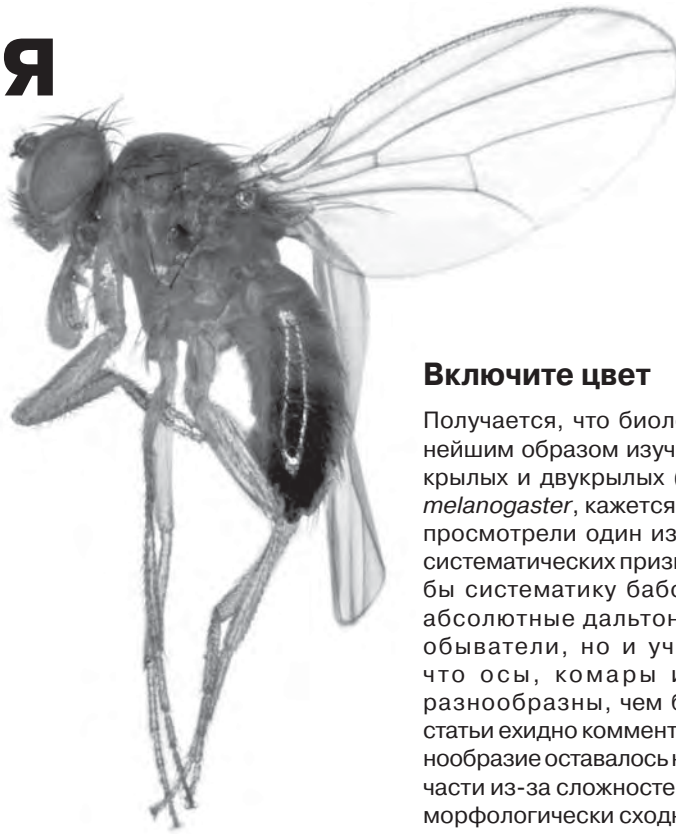 я
Включите цвет
Получается, что биол
нейшим образом изуч
крылых и двукрылых (
melanogaster, кажется
просмотрели один из
систематических призн
бы систематику бабо
абсолютные дальтон
обыватели, но и уч
что осы, комары и
разнообразны, чем б
статьи ехидно коммент
нообразие оставалось н
части из-за сложносте
морфологически сходн